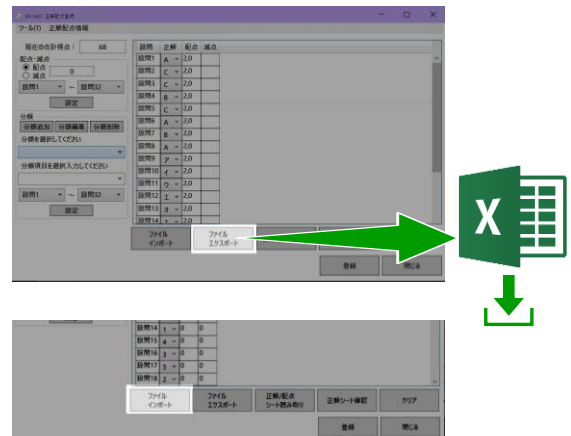 SN-0401 正解配点登録
ツール(T) 正解配点情報
現在の合計得点： 68
配点・減点
配点
減点
0
設問1 ～ 設問32
設定
分類
分類追加 分類編集 分類削除
分類を選択してください
分類項目を選択入力してください
設問1 ～ 設問32
設定
設問 正解 配点 減点
設問1 A 2.0
設問2 C 2.0
設問3 C 2.0
設問4 B 2.0
設問5 C 2.0
設問6 A 2.0
設問7 B 2.0
設問8 A 2.0
設問9 ア 2.0
設問10 イ 2.0
設問11 ウ 2.0
設問12 エ 2.0
設問13 オ 2.0
設問14 2.0
ファイル
インポート
ファイル
エクスポート
登録 閉じる
X
設問14 1 0 0
設問15 4 0 0
設問16 3 0 0
設問17 5 0 0
設問18 2 0 0
ファイル
インポート
ファイル
エクスポート
正解/配点
シート読み取り
正解シート確認
クリア
登録 閉じる